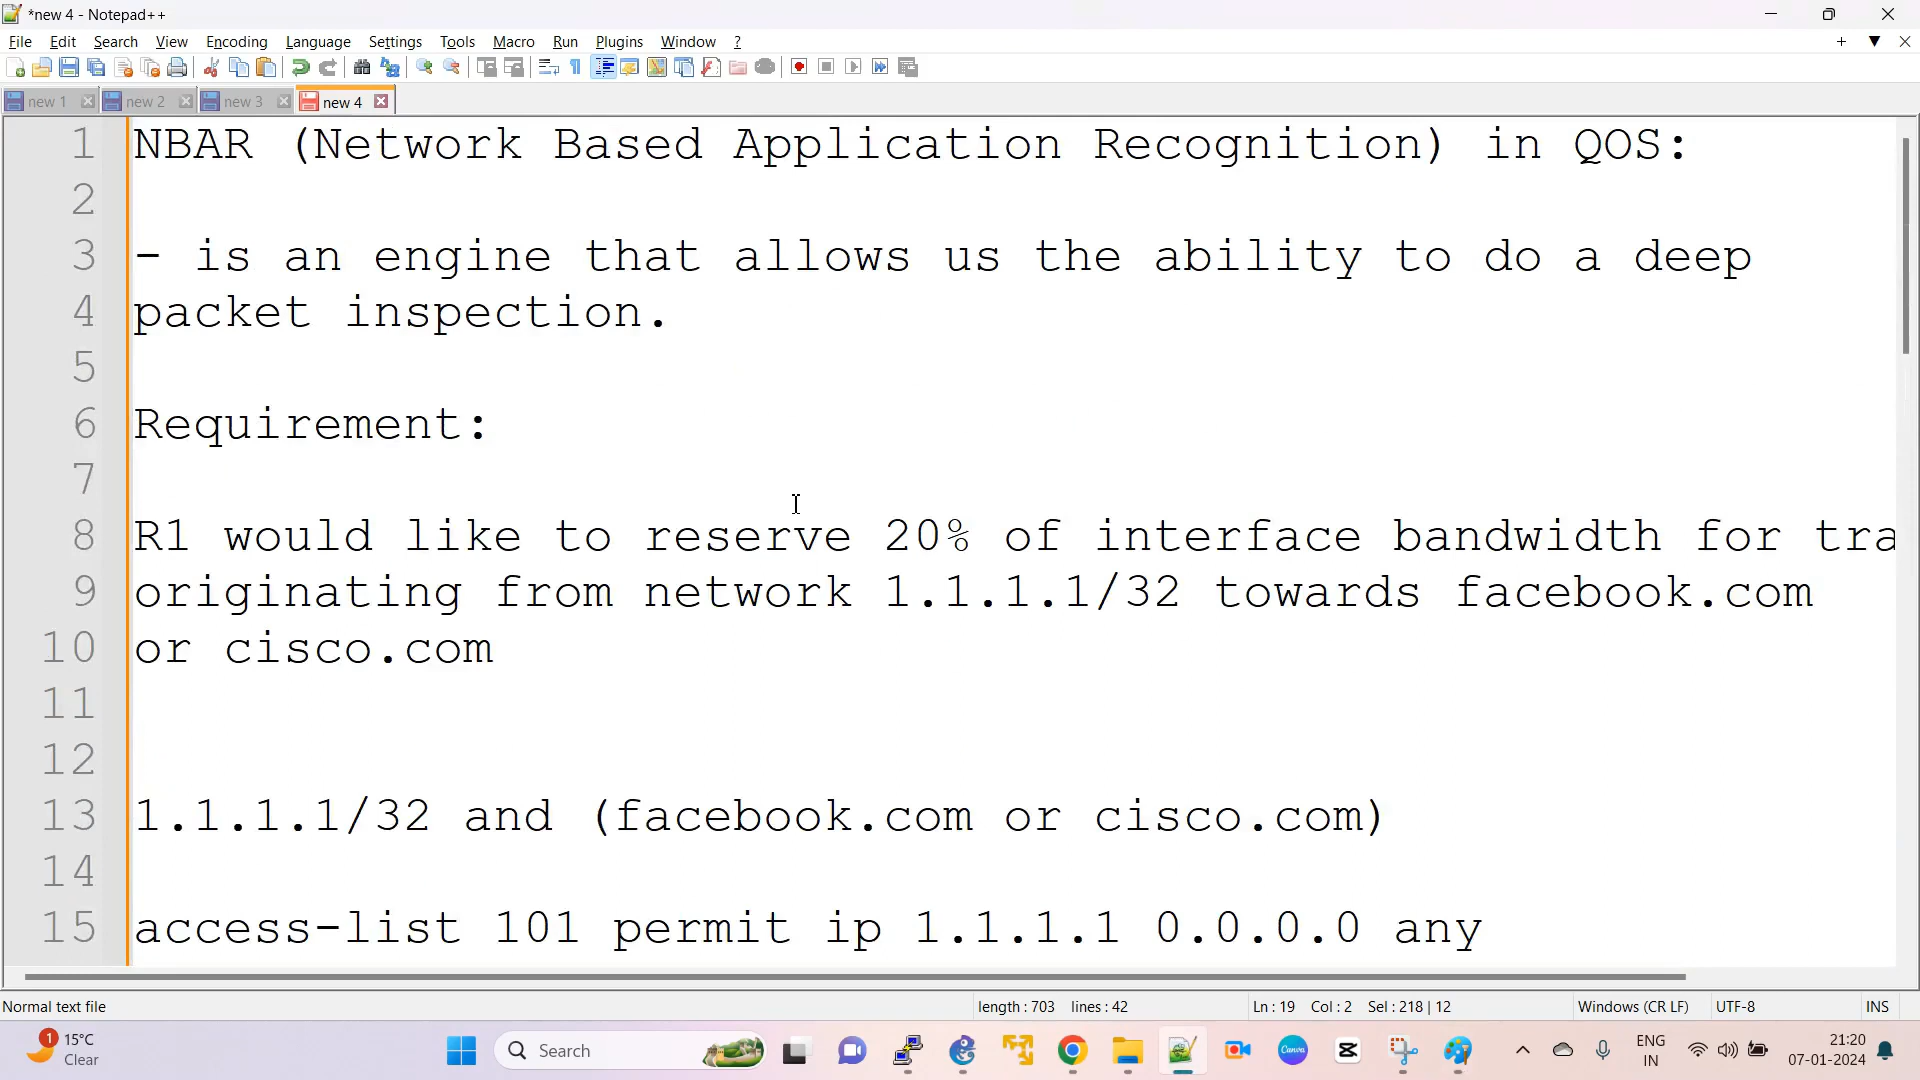 *new 4 - Notepad++
File Edit Search View Encoding Language Settings Tools Macro Run Plugins Window ?
new 1 new 2 new 3 new 4
1 NBAR (Network Based Application Recognition) in QOS:
2
3 - is an engine that allows us the ability to do a deep
4 packet inspection.
5
6 Requirement:
7
8 R1 would like to reserve 20% of interface bandwidth for tra
9 originating from network 1.1.1.1/32 towards facebook.com
10 or cisco.com
11
12
13 1.1.1.1/32 and (facebook.com or cisco.com)
14
15 access-list 101 permit ip 1.1.1.1 0.0.0.0 any
Normal text file length : 703 lines : 42 Ln : 19 Col : 2 Sel : 218 | 12 Windows (CR LF) UTF-8 INS
1 15°C
Clear
Search
Canva
ENG
IN
21:20
07-01-2024